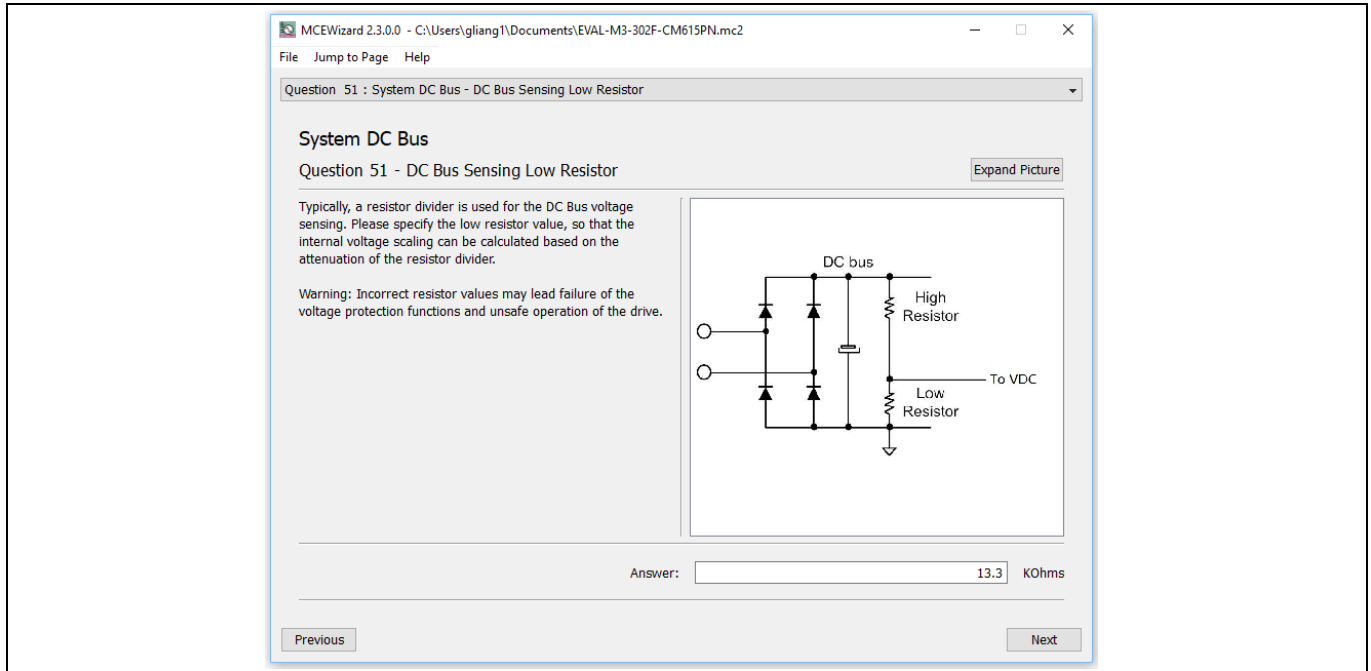 MCEWizard 2.3.0.0 - C:\Users\gliang1\Documents\EVAL-M3-302F-CM615PN.mc2
File Jump to Page Help
Question 51 : System DC Bus - DC Bus Sensing Low Resistor
System DC Bus
Question 51 - DC Bus Sensing Low Resistor
Expand Picture
Typically, a resistor divider is used for the DC Bus voltage
sensing. Please specify the low resistor value, so that the
internal voltage scaling can be calculated based on the
attenuation of the resistor divider.
Warning: Incorrect resistor values may lead failure of the
voltage protection functions and unsafe operation of the drive.
DC bus
High
Resistor
To VDC
Low
Resistor
Answer: 13.3 KOhms
Previous Next